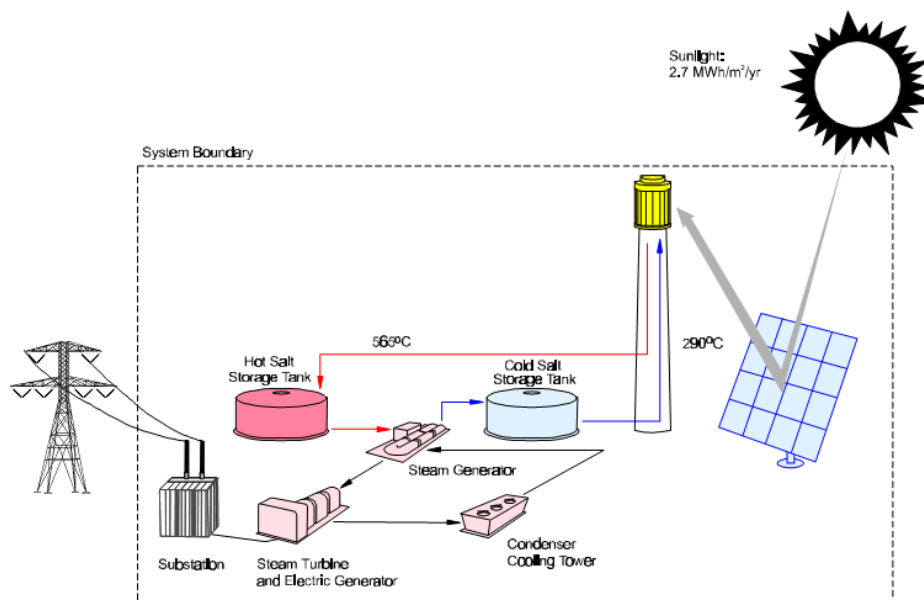 Sunlight:
2.7 MWh/m²/yr
System Boundary
565ºC
290ºC
Hot Salt
Storage Tank
Cold Salt
Storage Tank
Steam Generator
Substation
Steam Turbine
and Electric Generator
Condenser
Cooling Tower